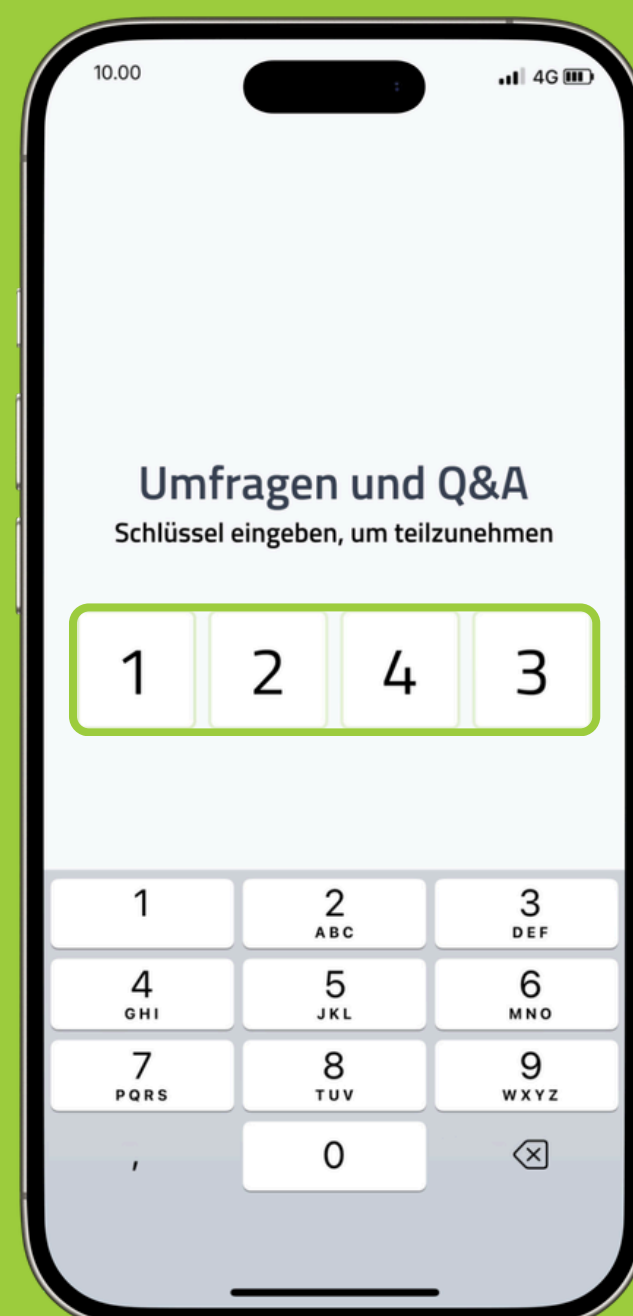 10.00 4G
Umfragen und Q&A
Schlüssel eingeben, um teilzunehmen
1 2 4 3
1 2 3
ABC DEF
4 5 6
GHI JKL MNO
7 8 9
PQRS TUV WXYZ
, 0